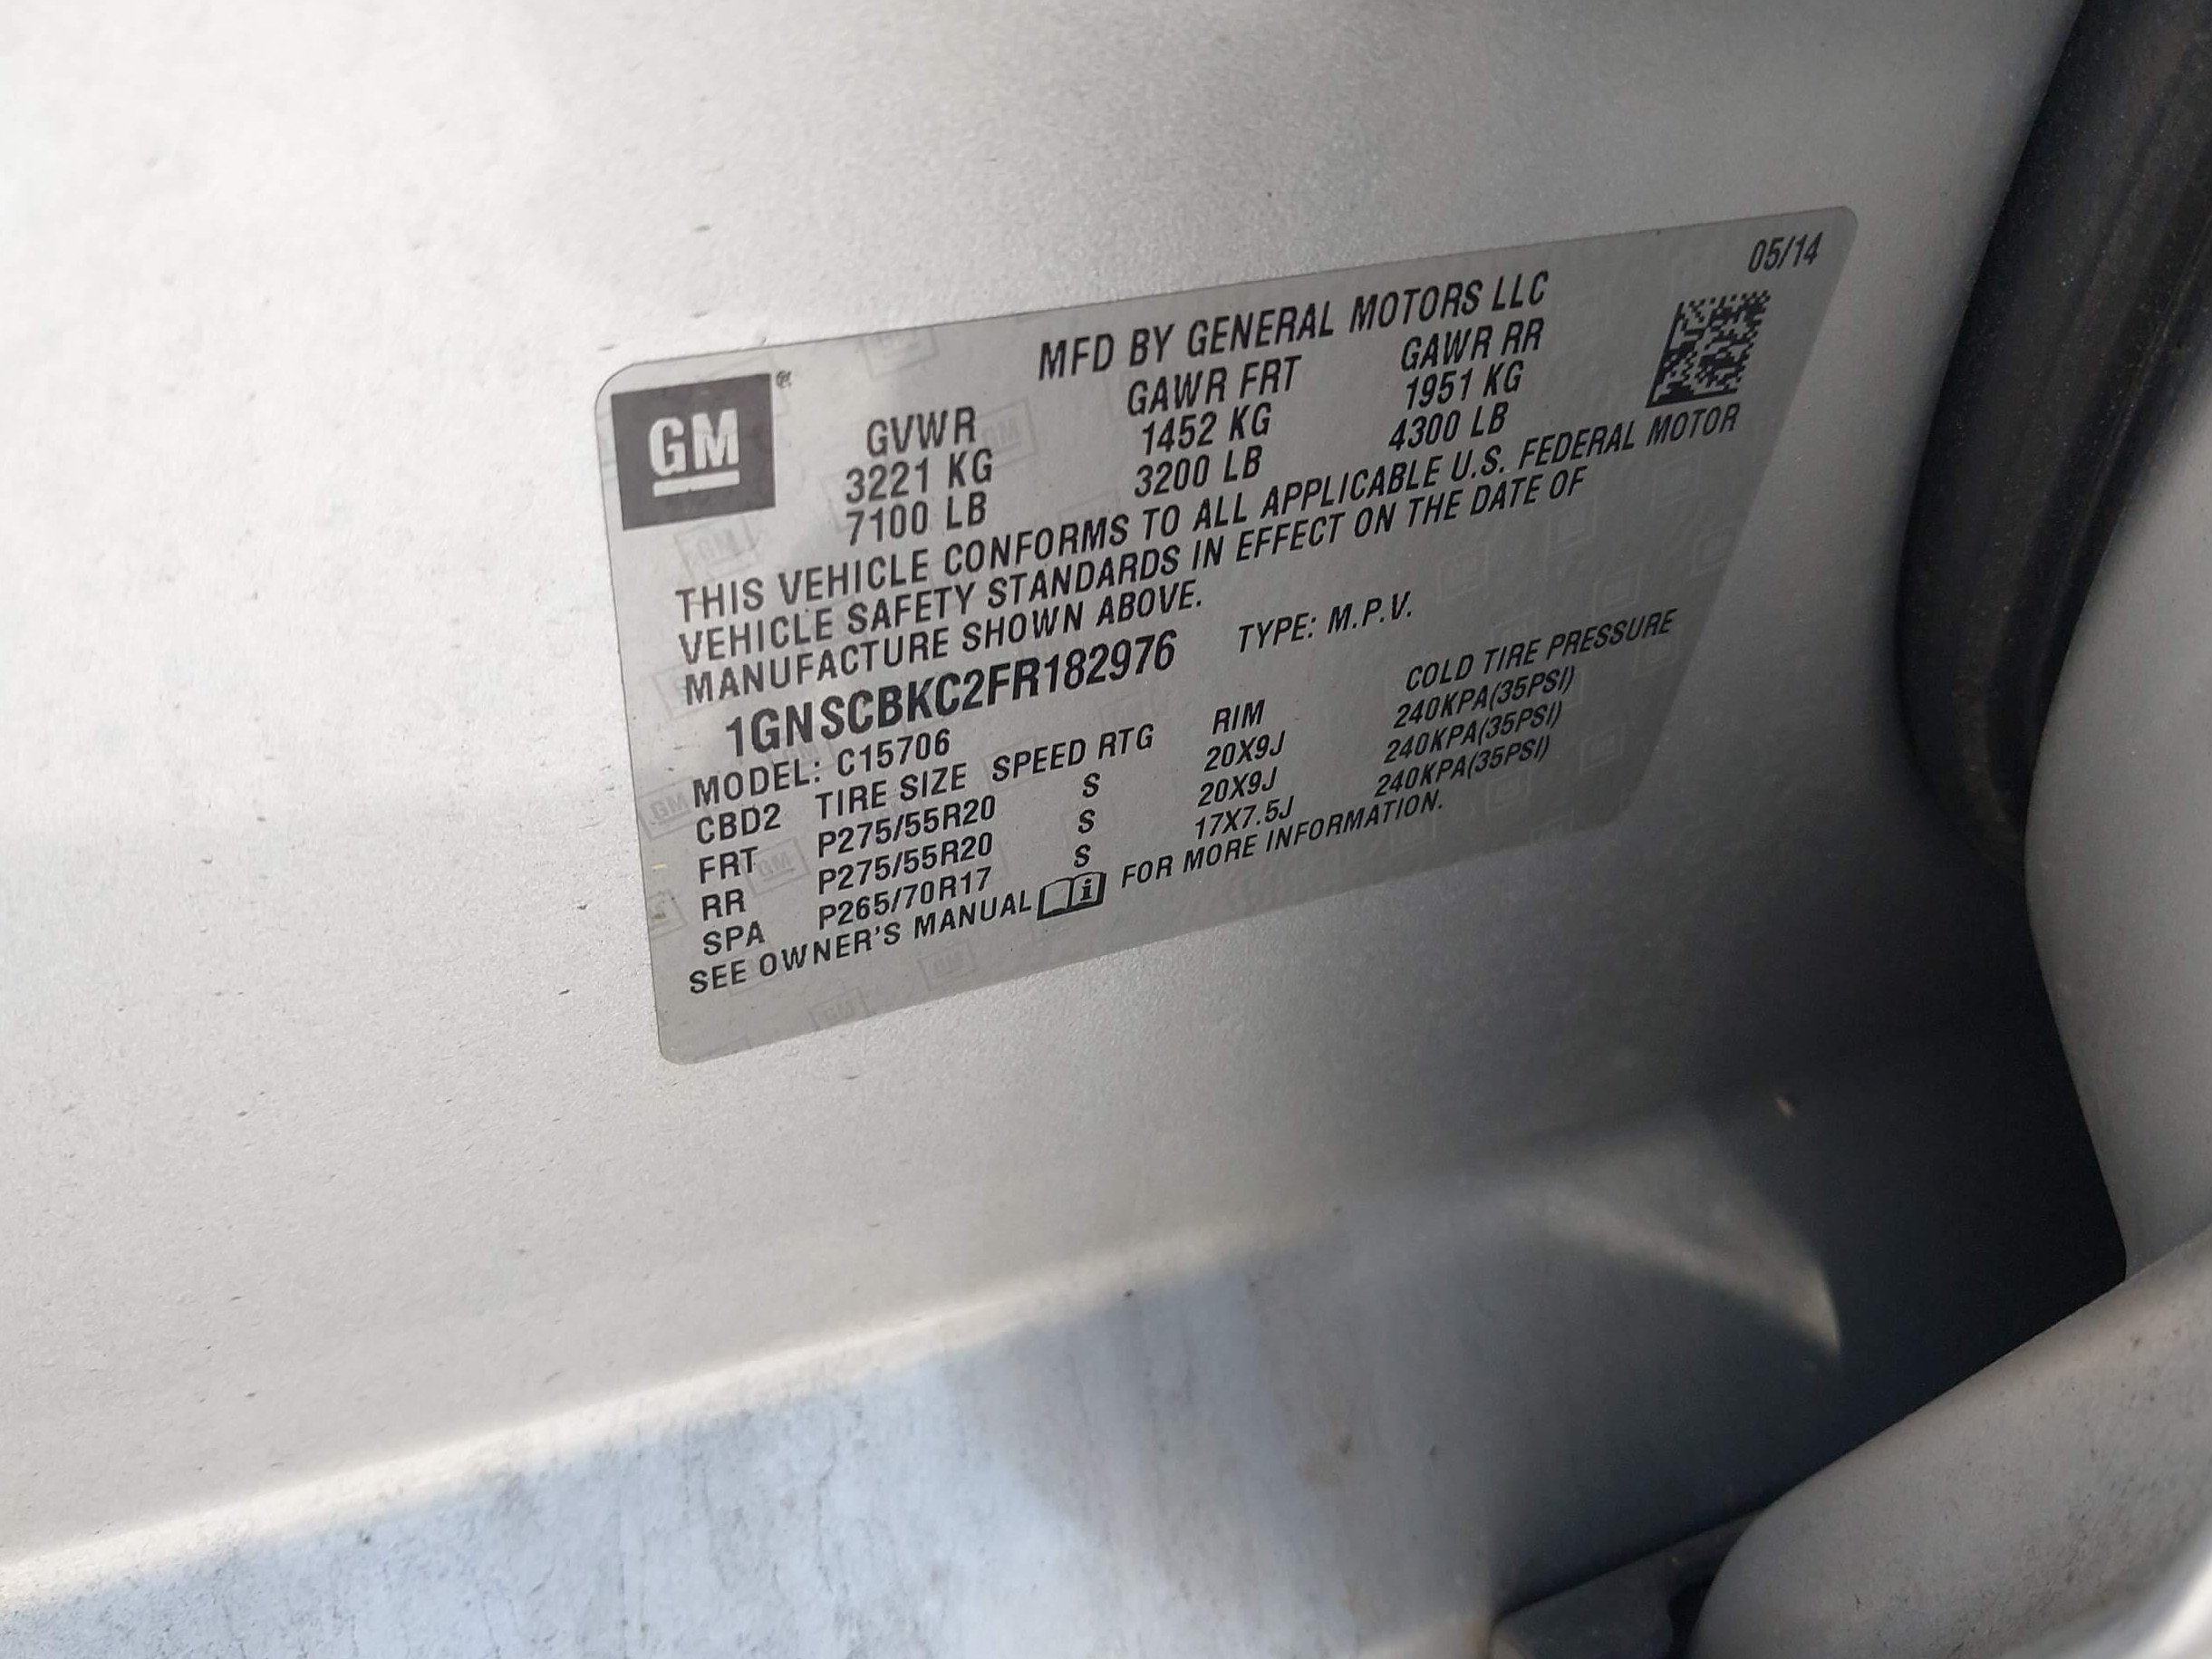 05/14
MFD BY GENERAL MOTORS LLC
GM ®
GVWR GAWR FRT GAWR RR
3221 KG 1452 KG 1951 KG
7100 LB 3200 LB 4300 LB
THIS VEHICLE CONFORMS TO ALL APPLICABLE U.S. FEDERAL MOTOR
VEHICLE SAFETY STANDARDS IN EFFECT ON THE DATE OF
MANUFACTURE SHOWN ABOVE.
1GNSCBKC2FR182976 TYPE: M.P.V.
MODEL: C15706
CBD2 TIRE SIZE SPEED RTG RIM COLD TIRE PRESSURE
FRT P275/55R20 S 20X9J 240KPA(35PSI)
RR P275/55R20 S 20X9J 240KPA(35PSI)
SPA P265/70R17 S 17X7.5J 240KPA(35PSI)
SEE OWNER'S MANUAL i FOR MORE INFORMATION.